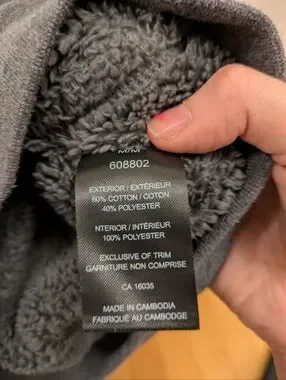 M/M
608802
EXTERIOR / EXTÉRIEUR
60% COTTON / COTON
40% POLYESTER
NTERIOR / INTÉRIEUR
100% POLYESTER
EXCLUSIVE OF TRIM
GARNITURE NON COMPRISE
CA 16035
MADE IN CAMBODIA
FABRIQUÉ AU CAMBODGE